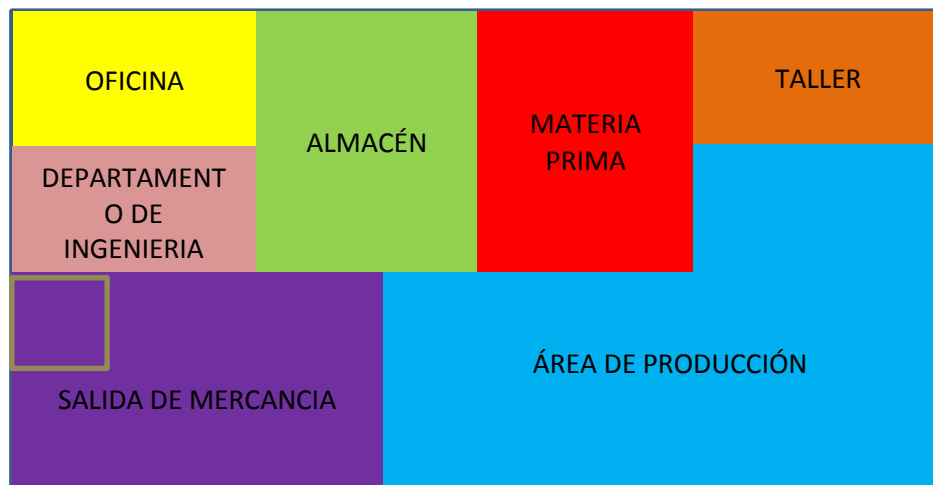 OFICINA
ALMACÉN
MATERIA
PRIMA
TALLER
DEPARTAMENT
O DE
INGENIERIA
SALIDA DE MERCANCIA
ÁREA DE PRODUCCIÓN